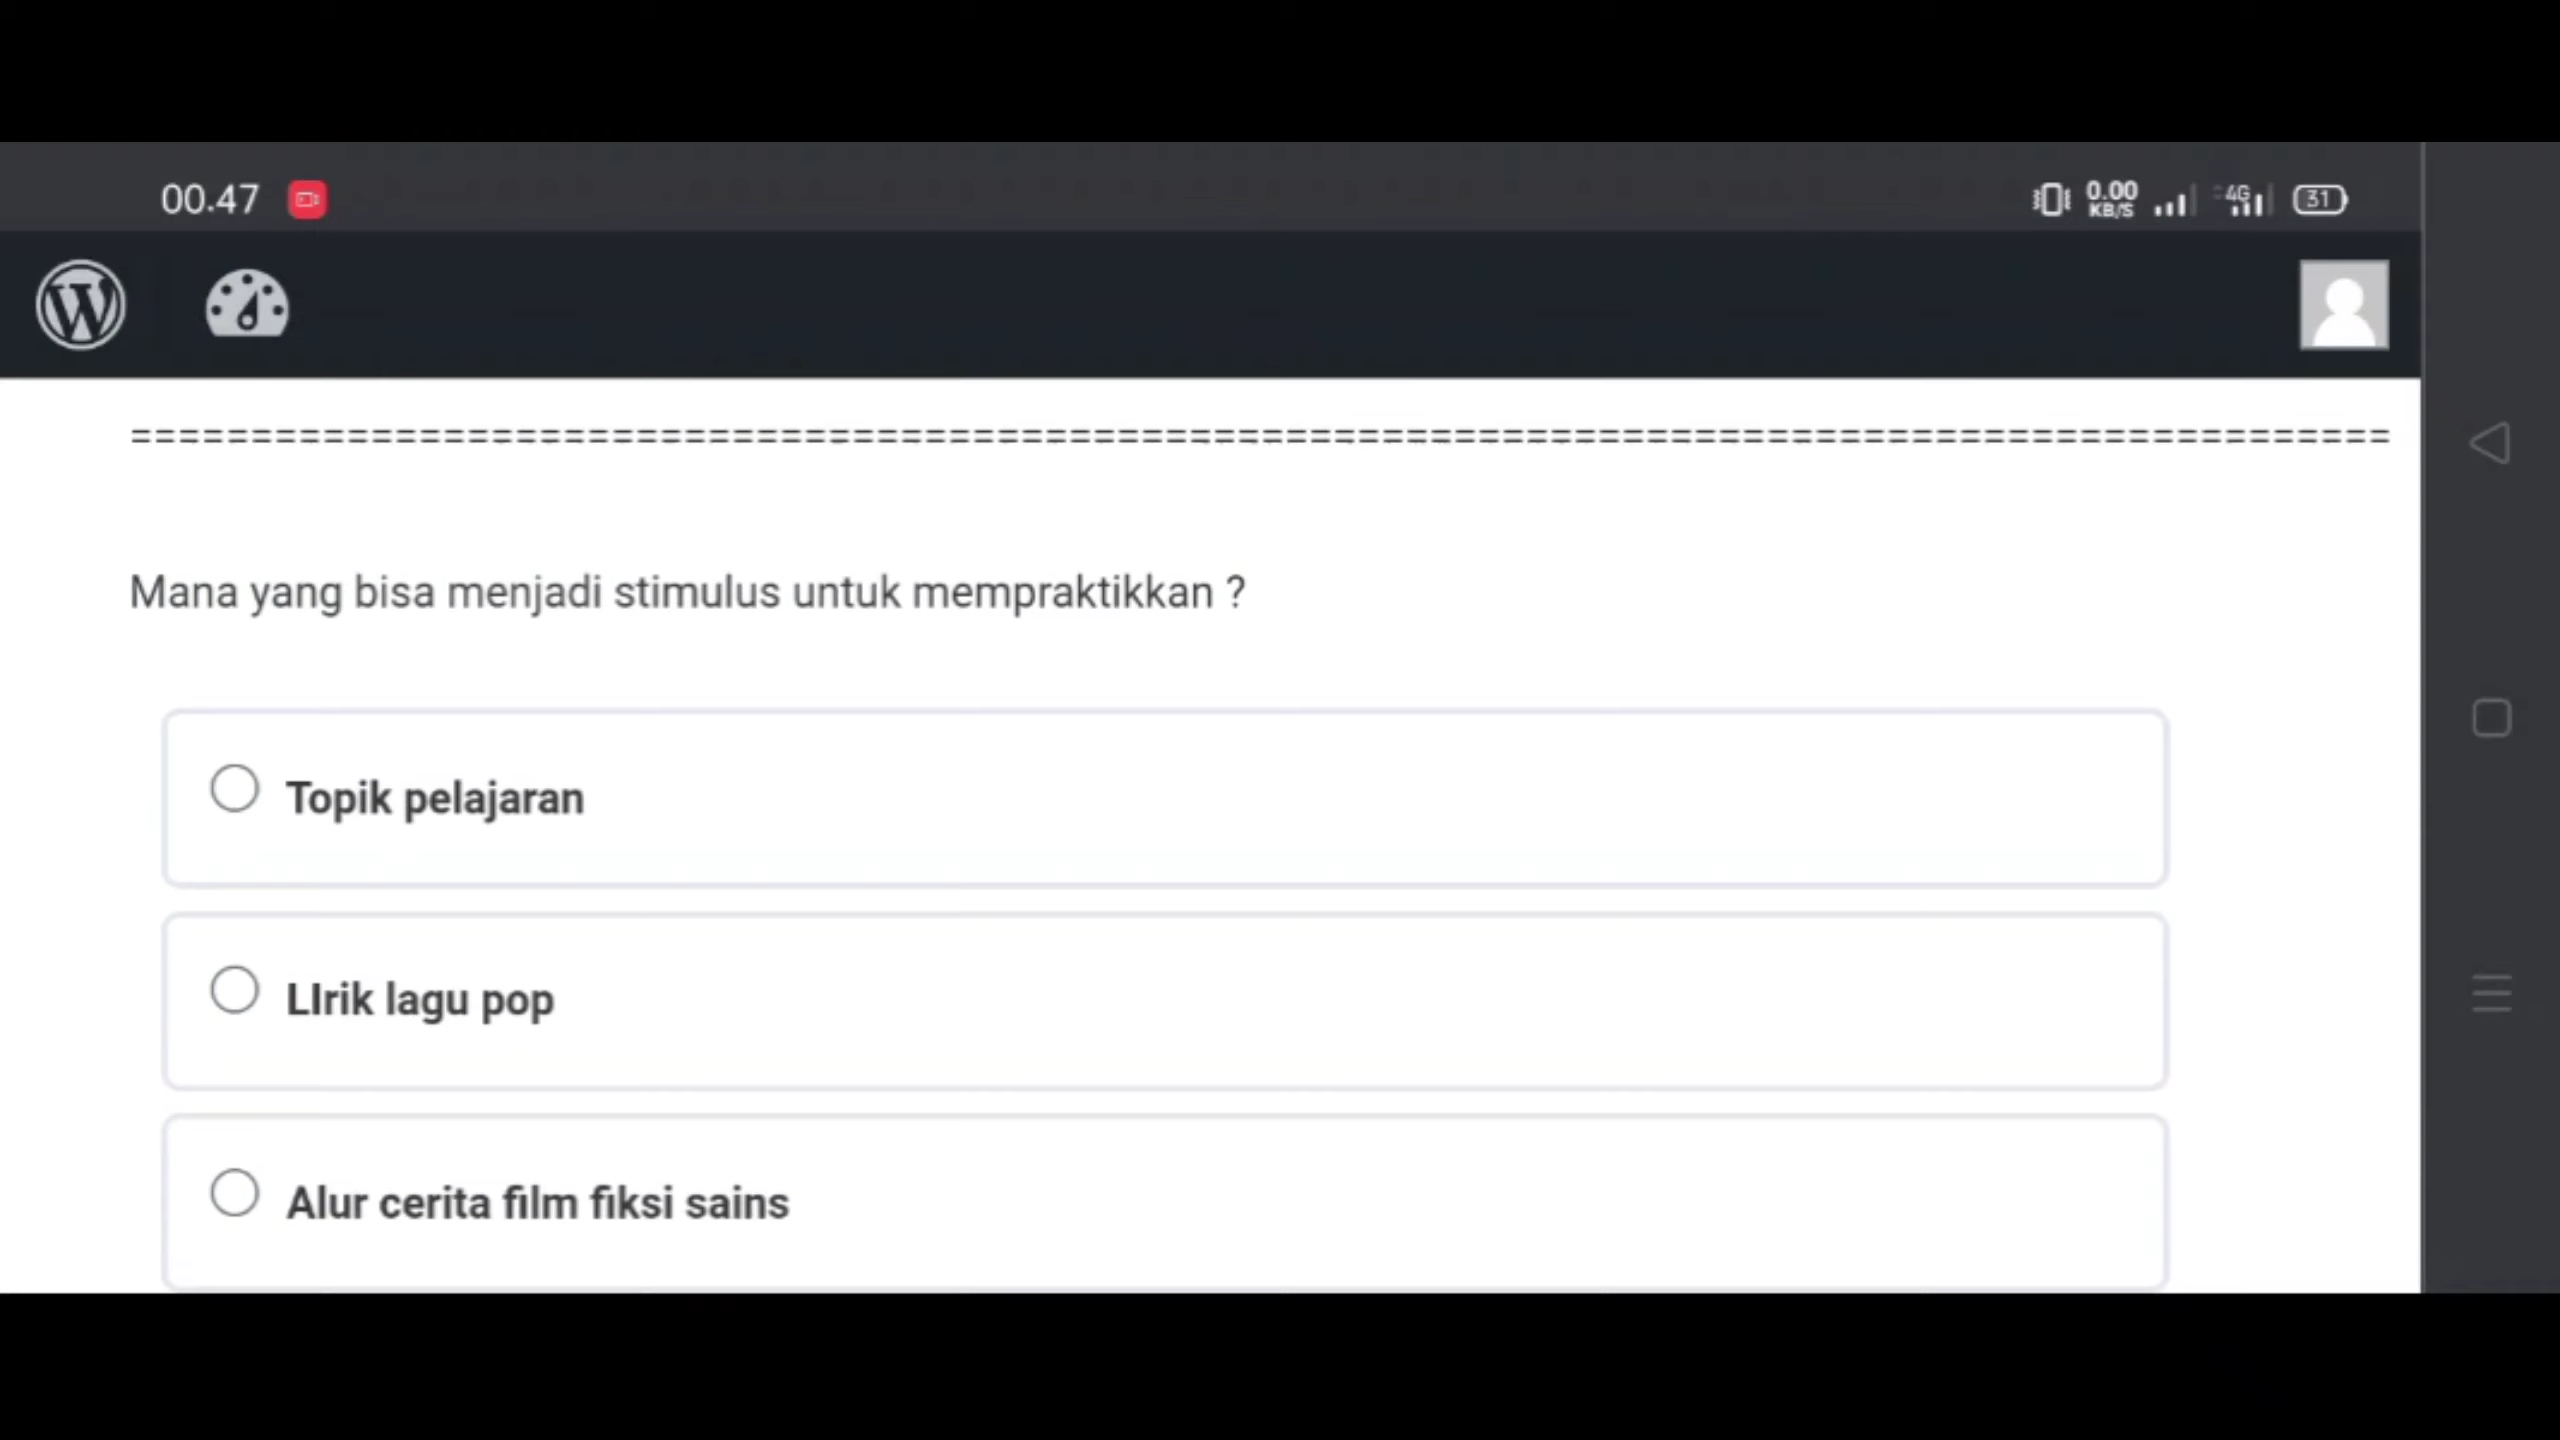 00.47
0.00
KB/S
4G
31
==============================================================================================
Mana yang bisa menjadi stimulus untuk mempraktikkan ?
Topik pelajaran
LIrik lagu pop
Alur cerita film fiksi sains